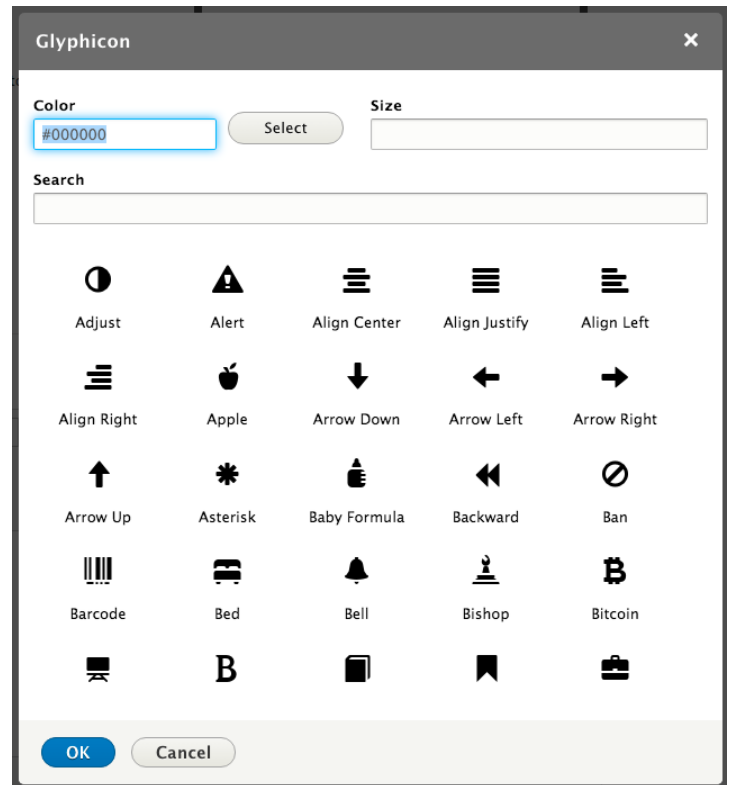 Glyphicon ×
Color Size
#000000 Select
Search
Adjust Alert Align Center Align Justify Align Left
Align Right Apple Arrow Down Arrow Left Arrow Right
Arrow Up Asterisk Baby Formula Backward Ban
Barcode Bed Bell Bishop Bitcoin
OK Cancel